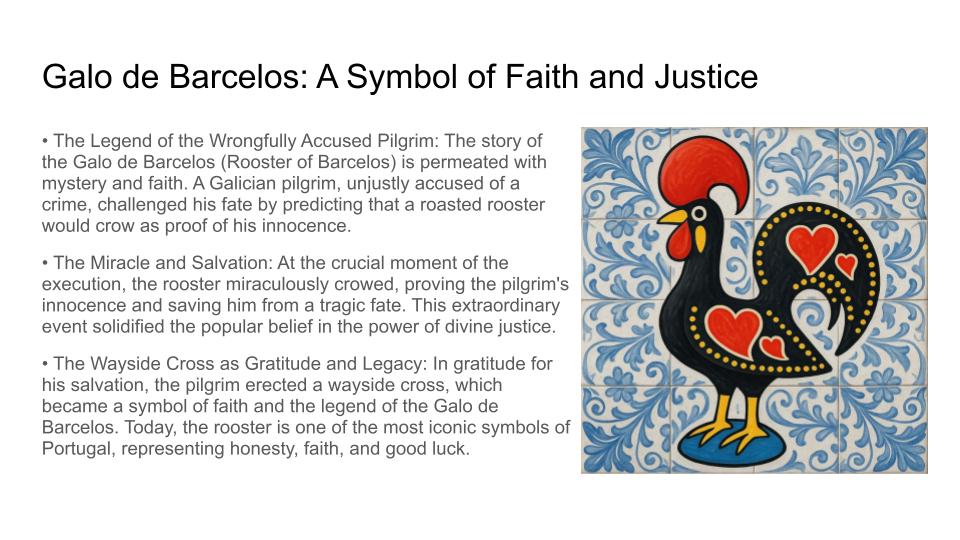 Galo de Barcelos: A Symbol of Faith and Justice
• The Legend of the Wrongfully Accused Pilgrim: The story of
the Galo de Barcelos (Rooster of Barcelos) is permeated with
mystery and faith. A Galician pilgrim, unjustly accused of a
crime, challenged his fate by predicting that a roasted rooster
would crow as proof of his innocence.
• The Miracle and Salvation: At the crucial moment of the
execution, the rooster miraculously crowed, proving the pilgrim's
innocence and saving him from a tragic fate. This extraordinary
event solidified the popular belief in the power of divine justice.
• The Wayside Cross as Gratitude and Legacy: In gratitude for
his salvation, the pilgrim erected a wayside cross, which
became a symbol of faith and the legend of the Galo de
Barcelos. Today, the rooster is one of the most iconic symbols of
Portugal, representing honesty, faith, and good luck.